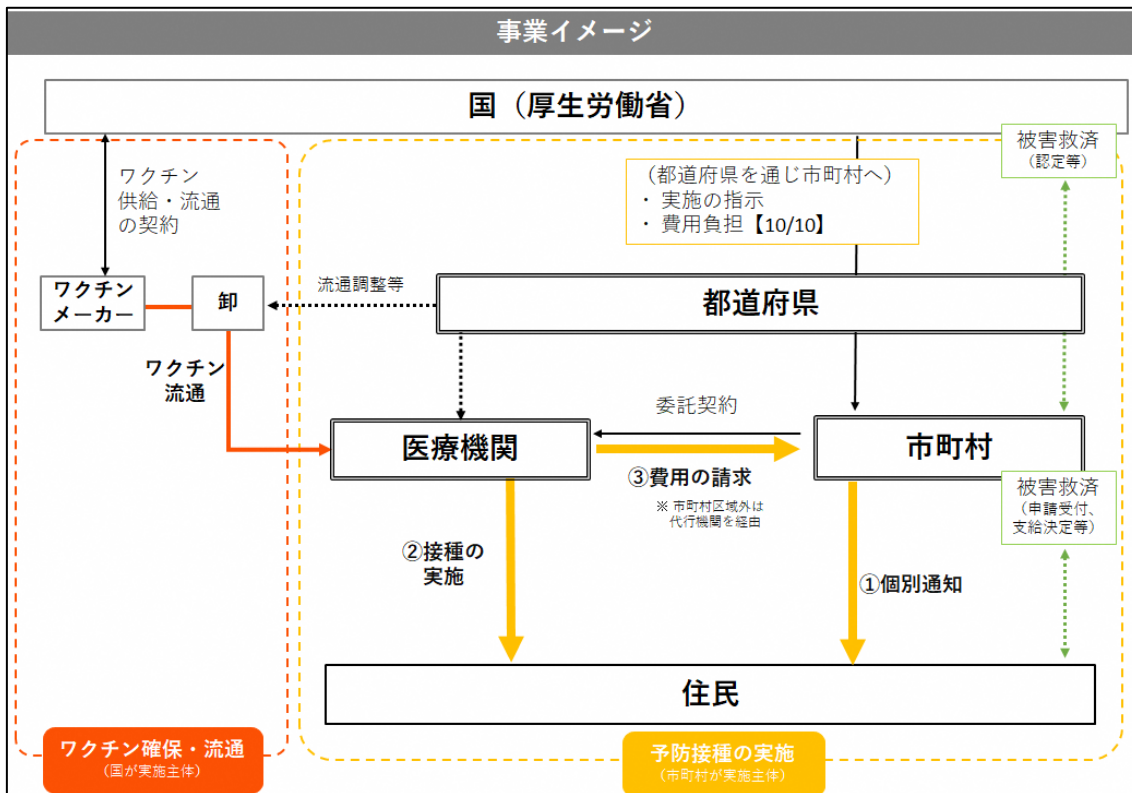 事業イメージ
国（厚生労働省）
ワクチン
供給・流通
の契約
（都道府県を通じ市町村へ）
・ 実施の指示
・ 費用負担【10/10】
被害救済
（認定等）
ワクチン
メーカー
卸
流通調整等
都道府県
ワクチン
流通
委託契約
医療機関
市町村
③費用の請求
※ 市町村区域外は
代行機関を経由
被害救済
（申請受付、
支給決定等）
②接種の
実施
①個別通知
住民
ワクチン確保・流通
（国が実施主体）
予防接種の実施
（市町村が実施主体）